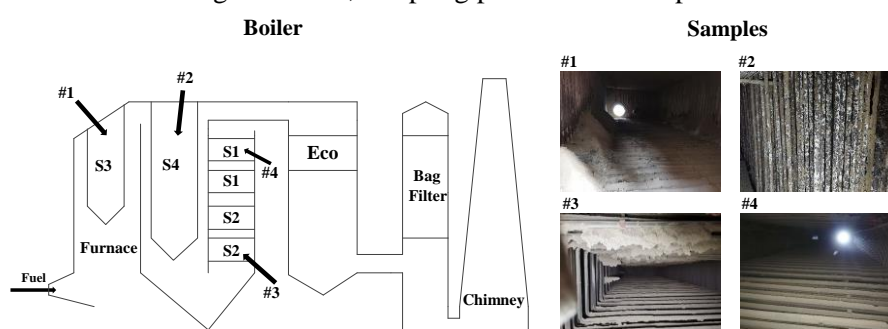 Boiler
Samples
#1
#2
#1
#2
S3
S4
S1
#4
S1
S2
S2
#3
Eco
Bag
Filter
Furnace
Fuel
Chimney
#3
#4